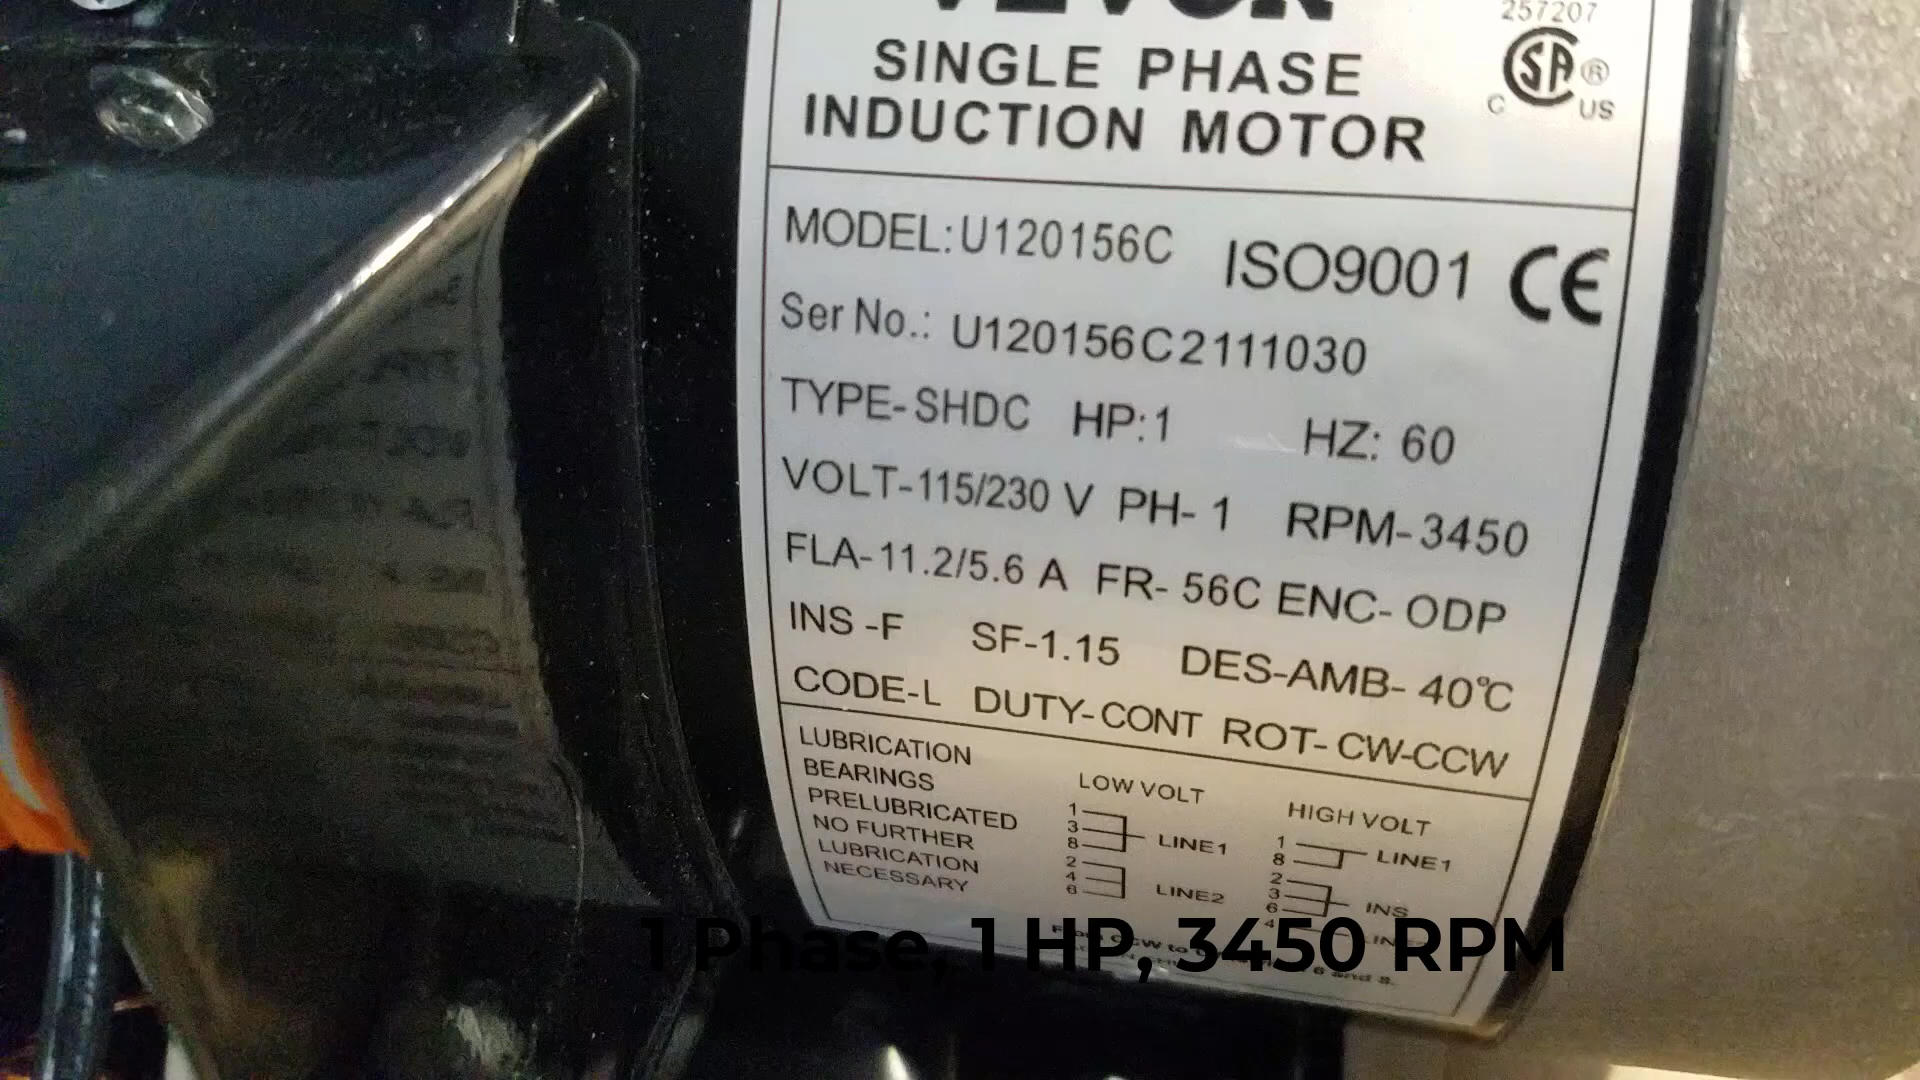 257207
SINGLE PHASE
INDUCTION MOTOR
SA ®
C US
MODEL: U120156C ISO9001 CE
Ser No.: U120156C2111030
TYPE-SHDC HP:1 HZ: 60
VOLT-115/230 V PH-1 RPM-3450
FLA-11.2/5.6 A FR-56C ENC-ODP
INS-F SF-1.15 DES-AMB-40℃
CODE-L DUTY-CONT ROT-CW-CCW
LUBRICATION
BEARINGS
PRELUBRICATED
NO FURTHER
LUBRICATION
NECESSARY
LOW VOLT
1
3
8
LINE1
2
4
6
LINE2
HIGH VOLT
1
8
LINE1
2
3
6
INS
4
1 Phase, 1 HP, 3450 RPM